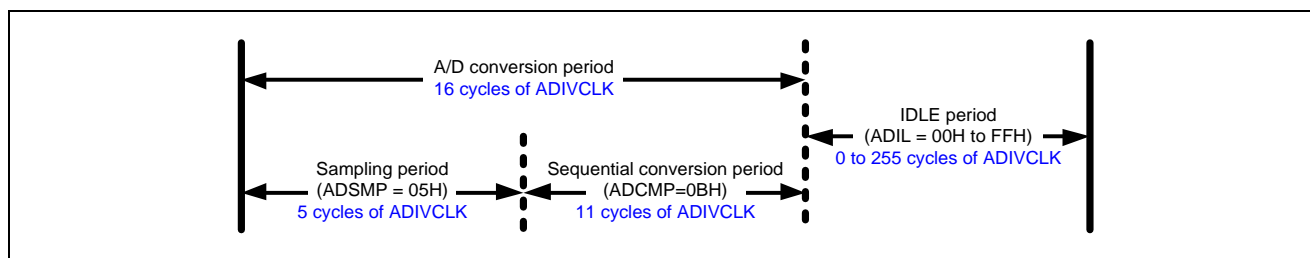 A/D conversion period
16 cycles of ADIVCLK
IDLE period
(ADIL = 00H to FFH)
0 to 255 cycles of ADIVCLK
Sampling period
(ADSMP = 05H)
5 cycles of ADIVCLK
Sequential conversion period
(ADCMP=0BH)
11 cycles of ADIVCLK